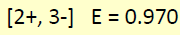 [2+, 3-]   E = 0.970